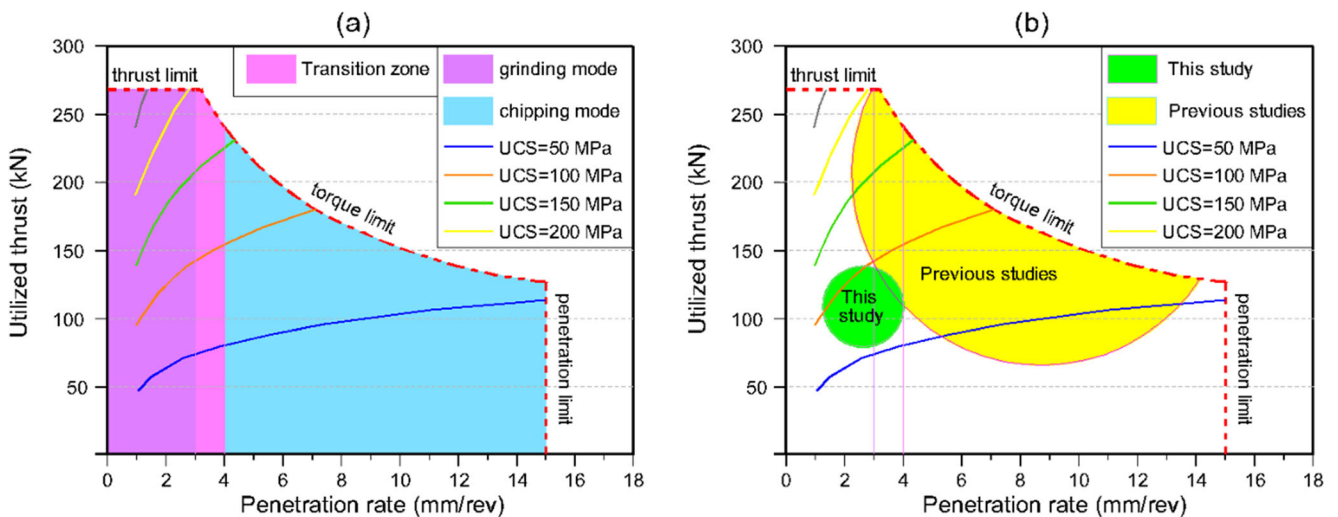 (a)
300
250
200
150
100
50
0 2 4 6 8 10 12 14 16 18
Utilized thrust (kN)
Penetration rate (mm/rev)
thrust limit
torque limit
penetration limit
Transition zone
grinding mode
chipping mode
UCS=50 MPa
UCS=100 MPa
UCS=150 MPa
UCS=200 MPa
(b)
300
250
200
150
100
50
0 2 4 6 8 10 12 14 16 18
Utilized thrust (kN)
Penetration rate (mm/rev)
thrust limit
torque limit
penetration limit
This study
Previous studies
UCS=50 MPa
UCS=100 MPa
UCS=150 MPa
UCS=200 MPa
Previous studies
This
study